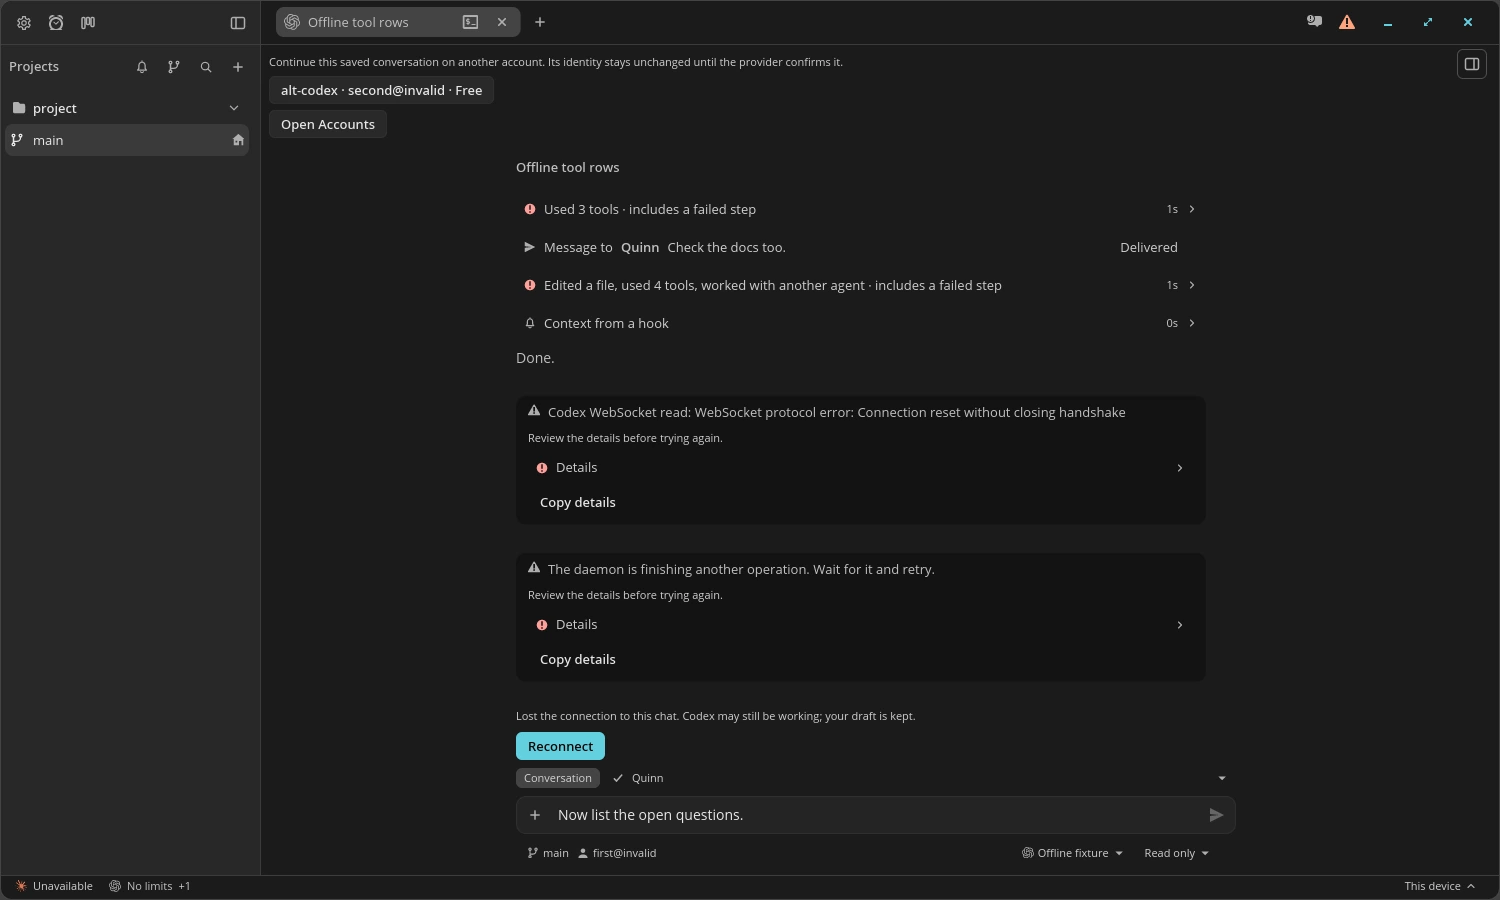 Offline tool rows
Projects
project
main
Continue this saved conversation on another account. Its identity stays unchanged until the provider confirms it.
alt-codex · second@invalid · Free
Open Accounts
Offline tool rows
Used 3 tools · includes a failed step 1s
Message to Quinn Check the docs too. Delivered
Edited a file, used 4 tools, worked with another agent · includes a failed step 1s
Context from a hook 0s
Done.
Codex WebSocket read: WebSocket protocol error: Connection reset without closing handshake
Review the details before trying again.
Details
Copy details
The daemon is finishing another operation. Wait for it and retry.
Review the details before trying again.
Details
Copy details
Lost the connection to this chat. Codex may still be working; your draft is kept.
Reconnect
Conversation Quinn
Now list the open questions.
main first@invalid Offline fixture Read only
Unavailable No limits +1 This device